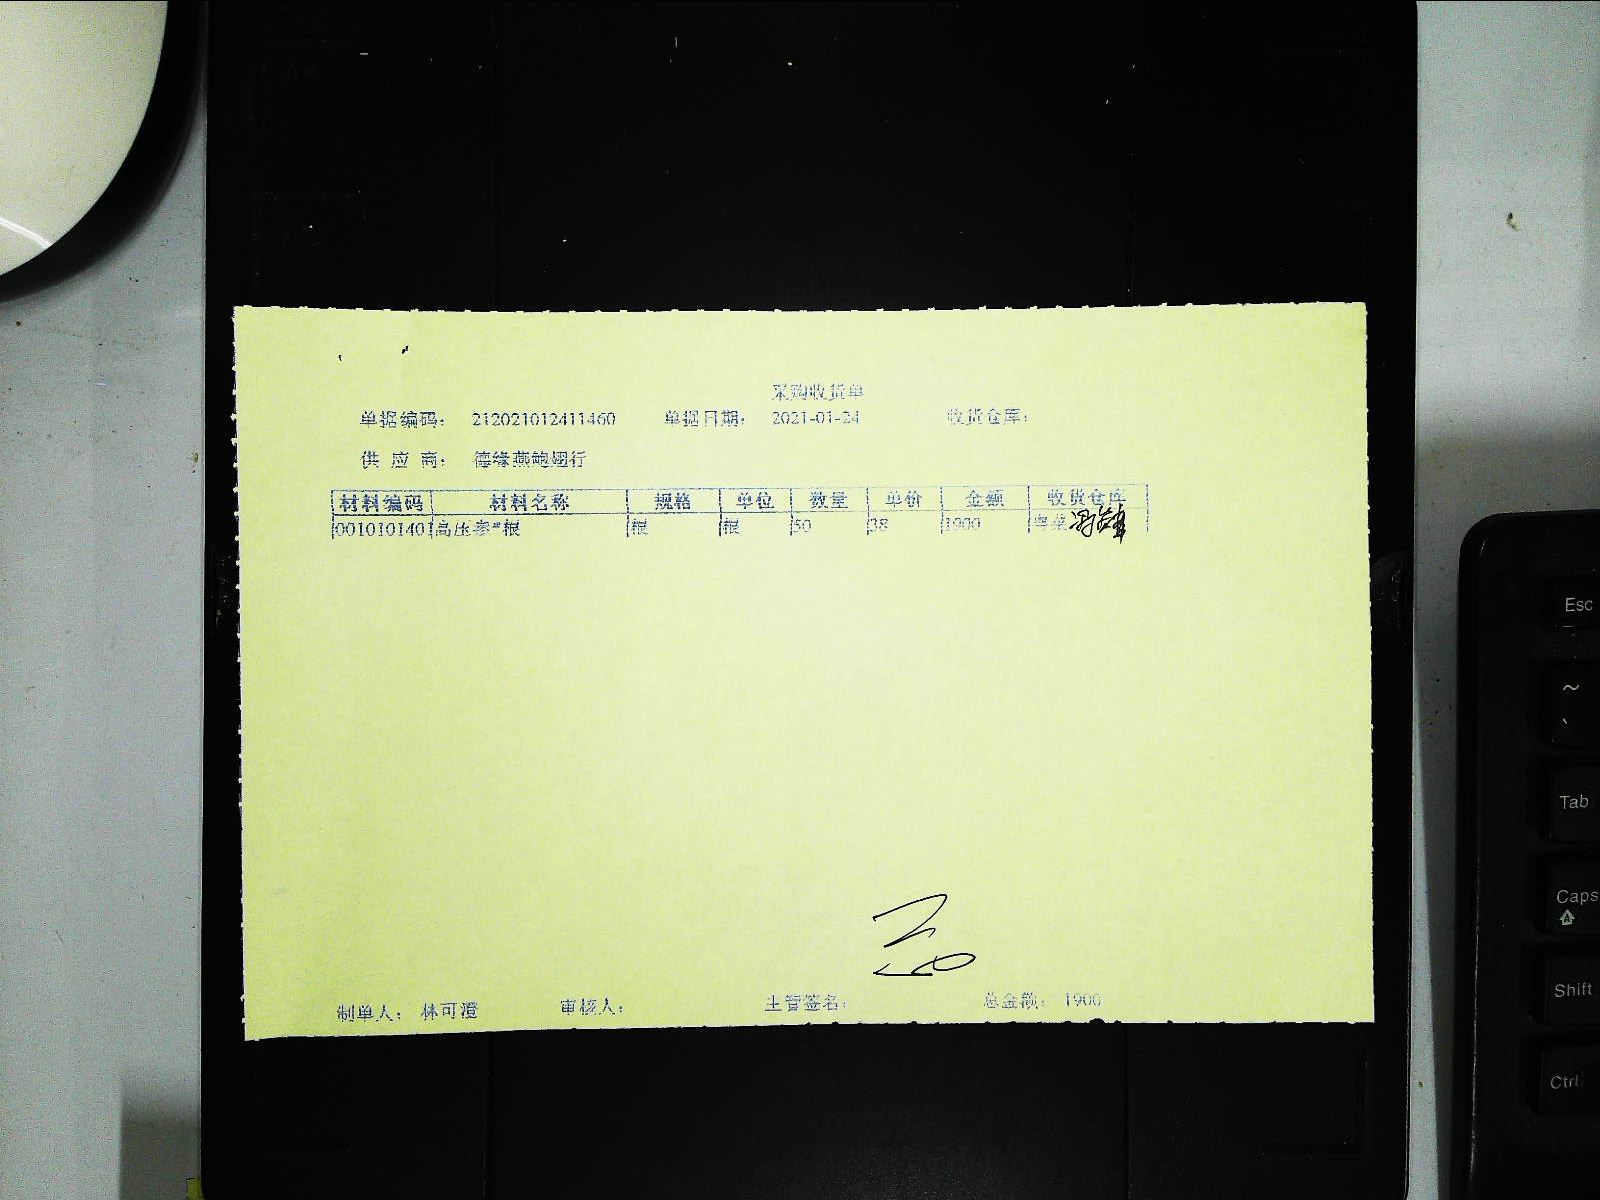 采购收货单
单据编码： 212021012411460 单据日期： 2021-01-24 收货仓库：
供 应 商： 德缘燕鲍翅行
材料编码 材料名称 规格 单位 数量 单价 金额 收货仓库
0010101401 高压参*根 根 根 50 38 1900 粤菜
制单人： 林可澄 审核人： 主管签名： 总金额： 1900
Esc
~
`
Tab
Caps
A
Shift
Ctrl